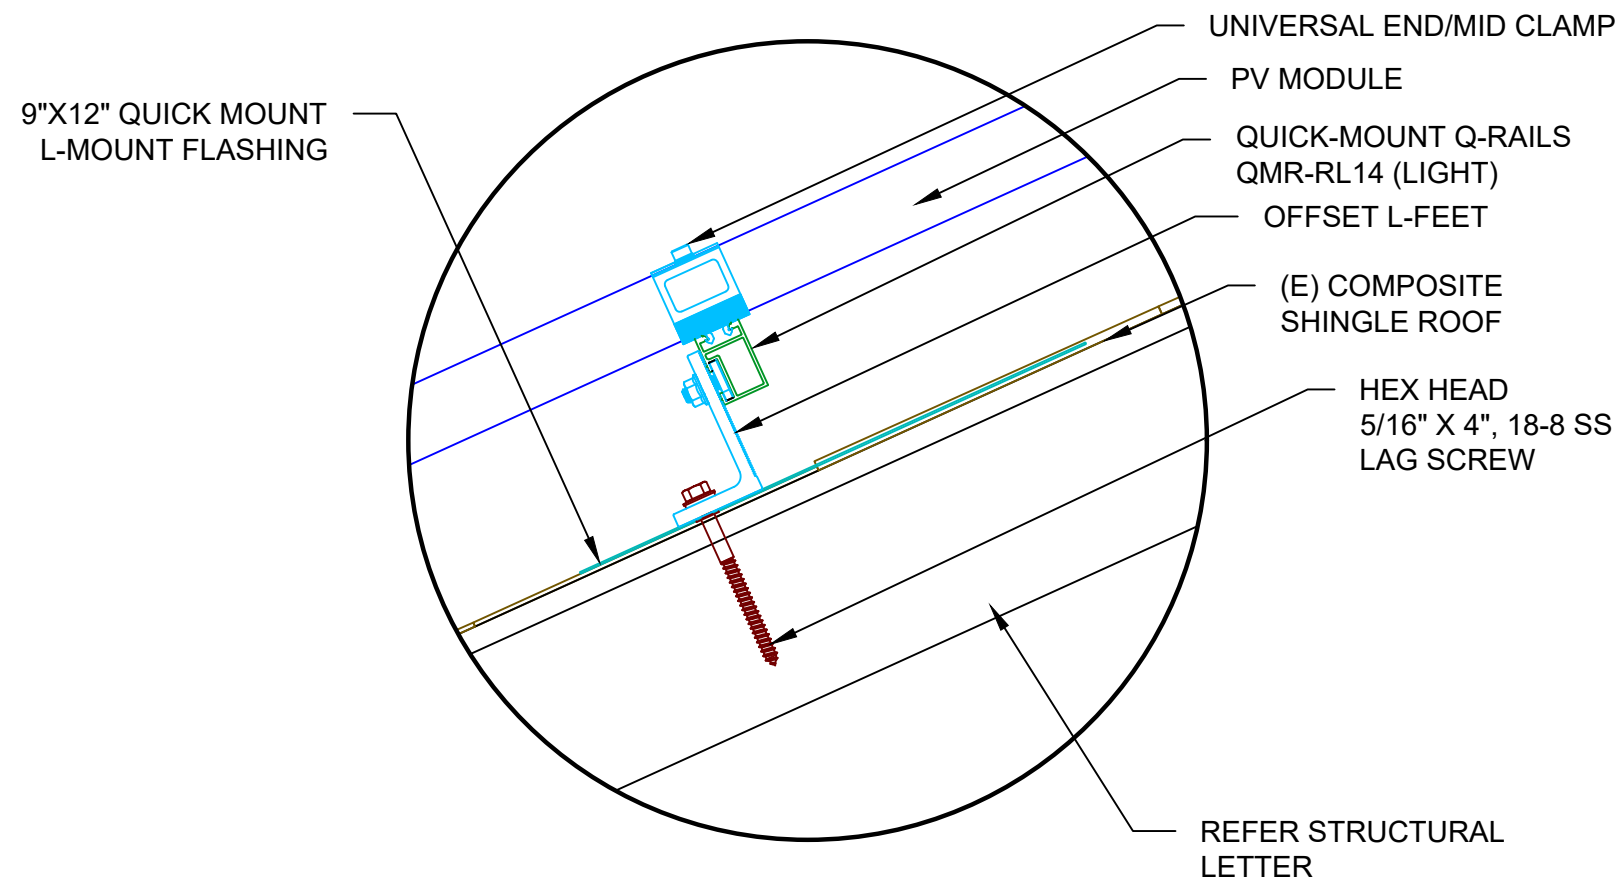 UNIVERSAL END/MID CLAMP
PV MODULE
9"X12" QUICK MOUNT
L-MOUNT FLASHING
QUICK-MOUNT Q-RAILS
QMR-RL14 (LIGHT)
OFFSET L-FEET
(E) COMPOSITE
SHINGLE ROOF
HEX HEAD
5/16" X 4", 18-8 SS
LAG SCREW
REFER STRUCTURAL
LETTER